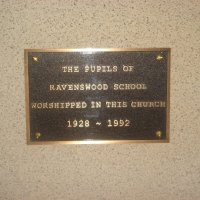 THE PUPILS OF
RAVENSWOOD SCHOOL
WORSHIPPED IN THIS CHURCH
1928 ~ 1992